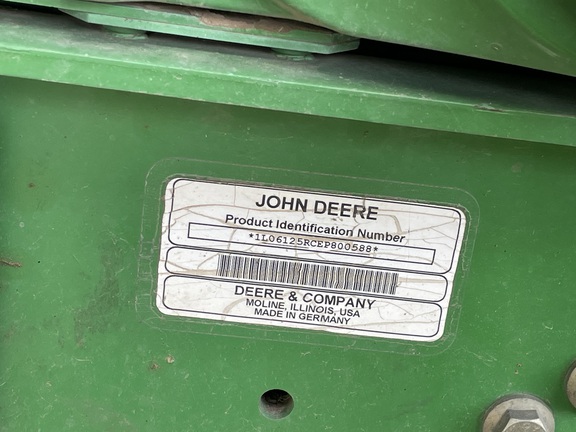 JOHN DEERE
Product Identification Number
*1L06125RCEP800588*
DEERE & COMPANY
MOLINE, ILLINOIS, USA
MADE IN GERMANY